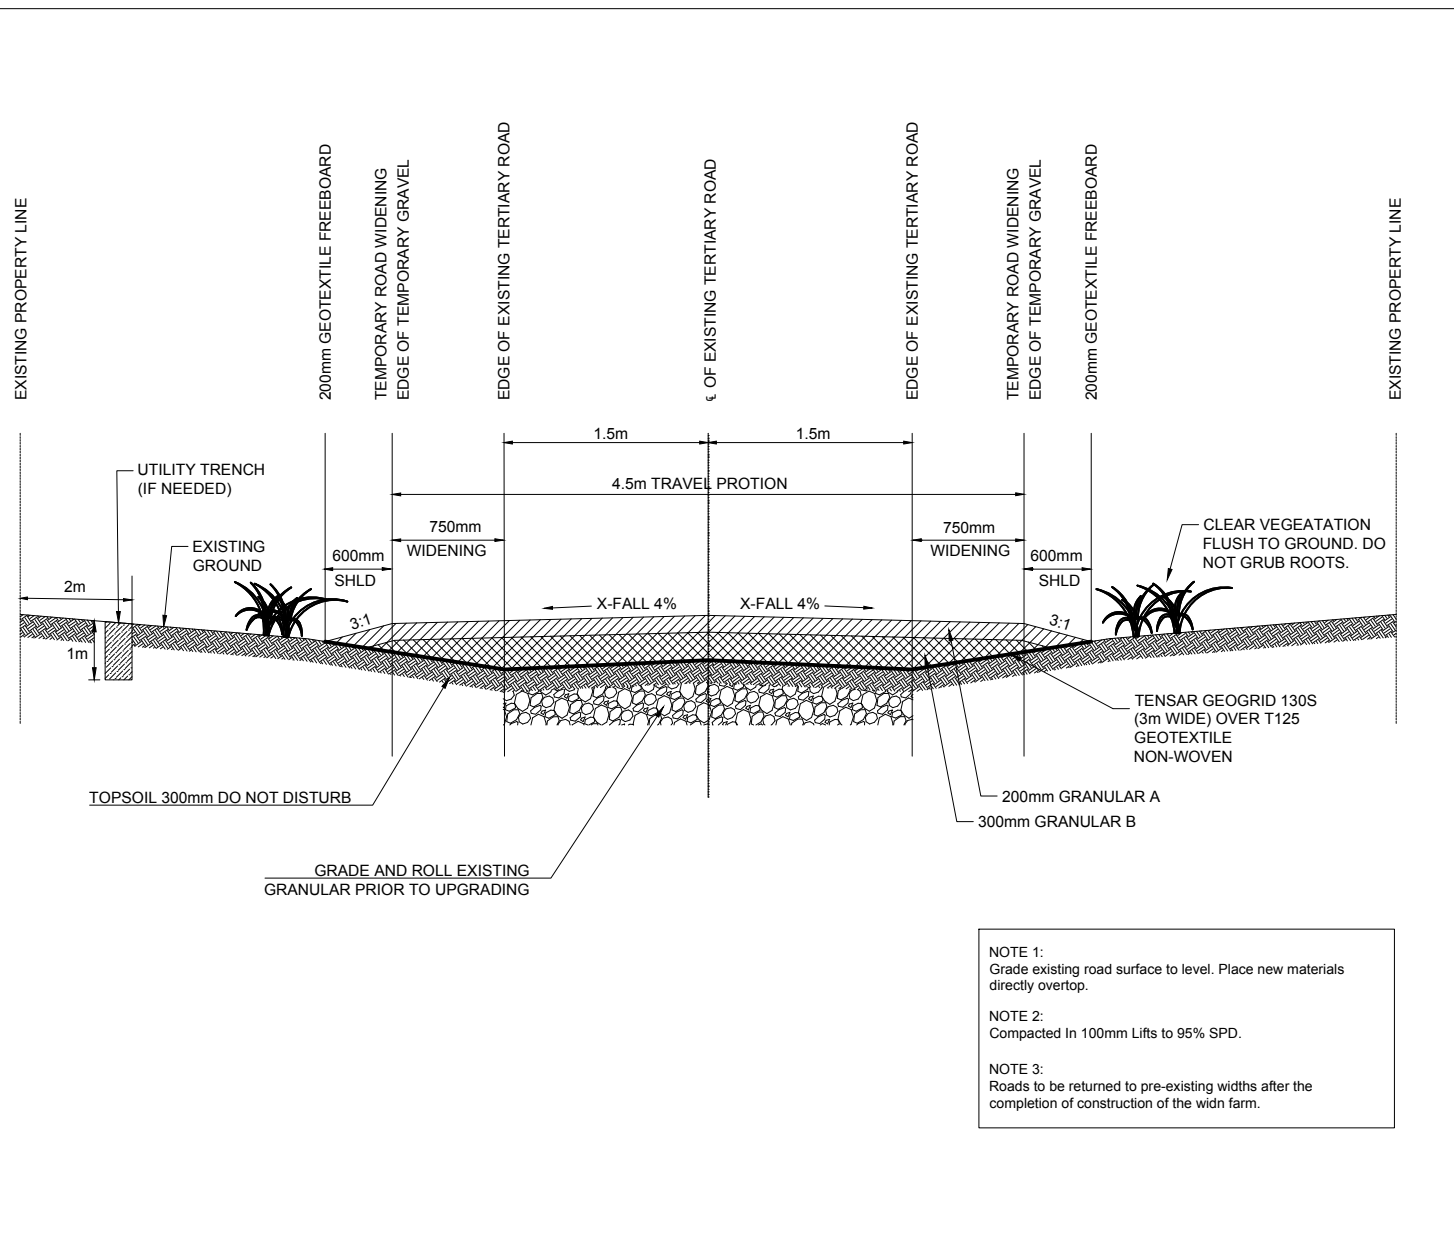 EXISTING PROPERTY LINE
200mm GEOTEXTILE FREEBOARD
TEMPORARY ROAD WIDENING
EDGE OF TEMPORARY GRAVEL
EDGE OF EXISTING TERTIARY ROAD
℄ OF EXISTING TERTIARY ROAD
EDGE OF EXISTING TERTIARY ROAD
TEMPORARY ROAD WIDENING
EDGE OF TEMPORARY GRAVEL
200mm GEOTEXTILE FREEBOARD
EXISTING PROPERTY LINE
1.5m
1.5m
4.5m TRAVEL PROTION
UTILITY TRENCH
(IF NEEDED)
EXISTING
GROUND
2m
1m
600mm
SHLD
750mm
WIDENING
750mm
WIDENING
600mm
SHLD
3:1
X-FALL 4%
X-FALL 4%
3:1
CLEAR VEGEATATION
FLUSH TO GROUND. DO
NOT GRUB ROOTS.
TENSAR GEOGRID 130S
(3m WIDE) OVER T125
GEOTEXTILE
NON-WOVEN
200mm GRANULAR A
300mm GRANULAR B
TOPSOIL 300mm DO NOT DISTURB
GRADE AND ROLL EXISTING
GRANULAR PRIOR TO UPGRADING
NOTE 1:
Grade existing road surface to level. Place new materials
directly overtop.
NOTE 2:
Compacted In 100mm Lifts to 95% SPD.
NOTE 3:
Roads to be returned to pre-existing widths after the
completion of construction of the widn farm.